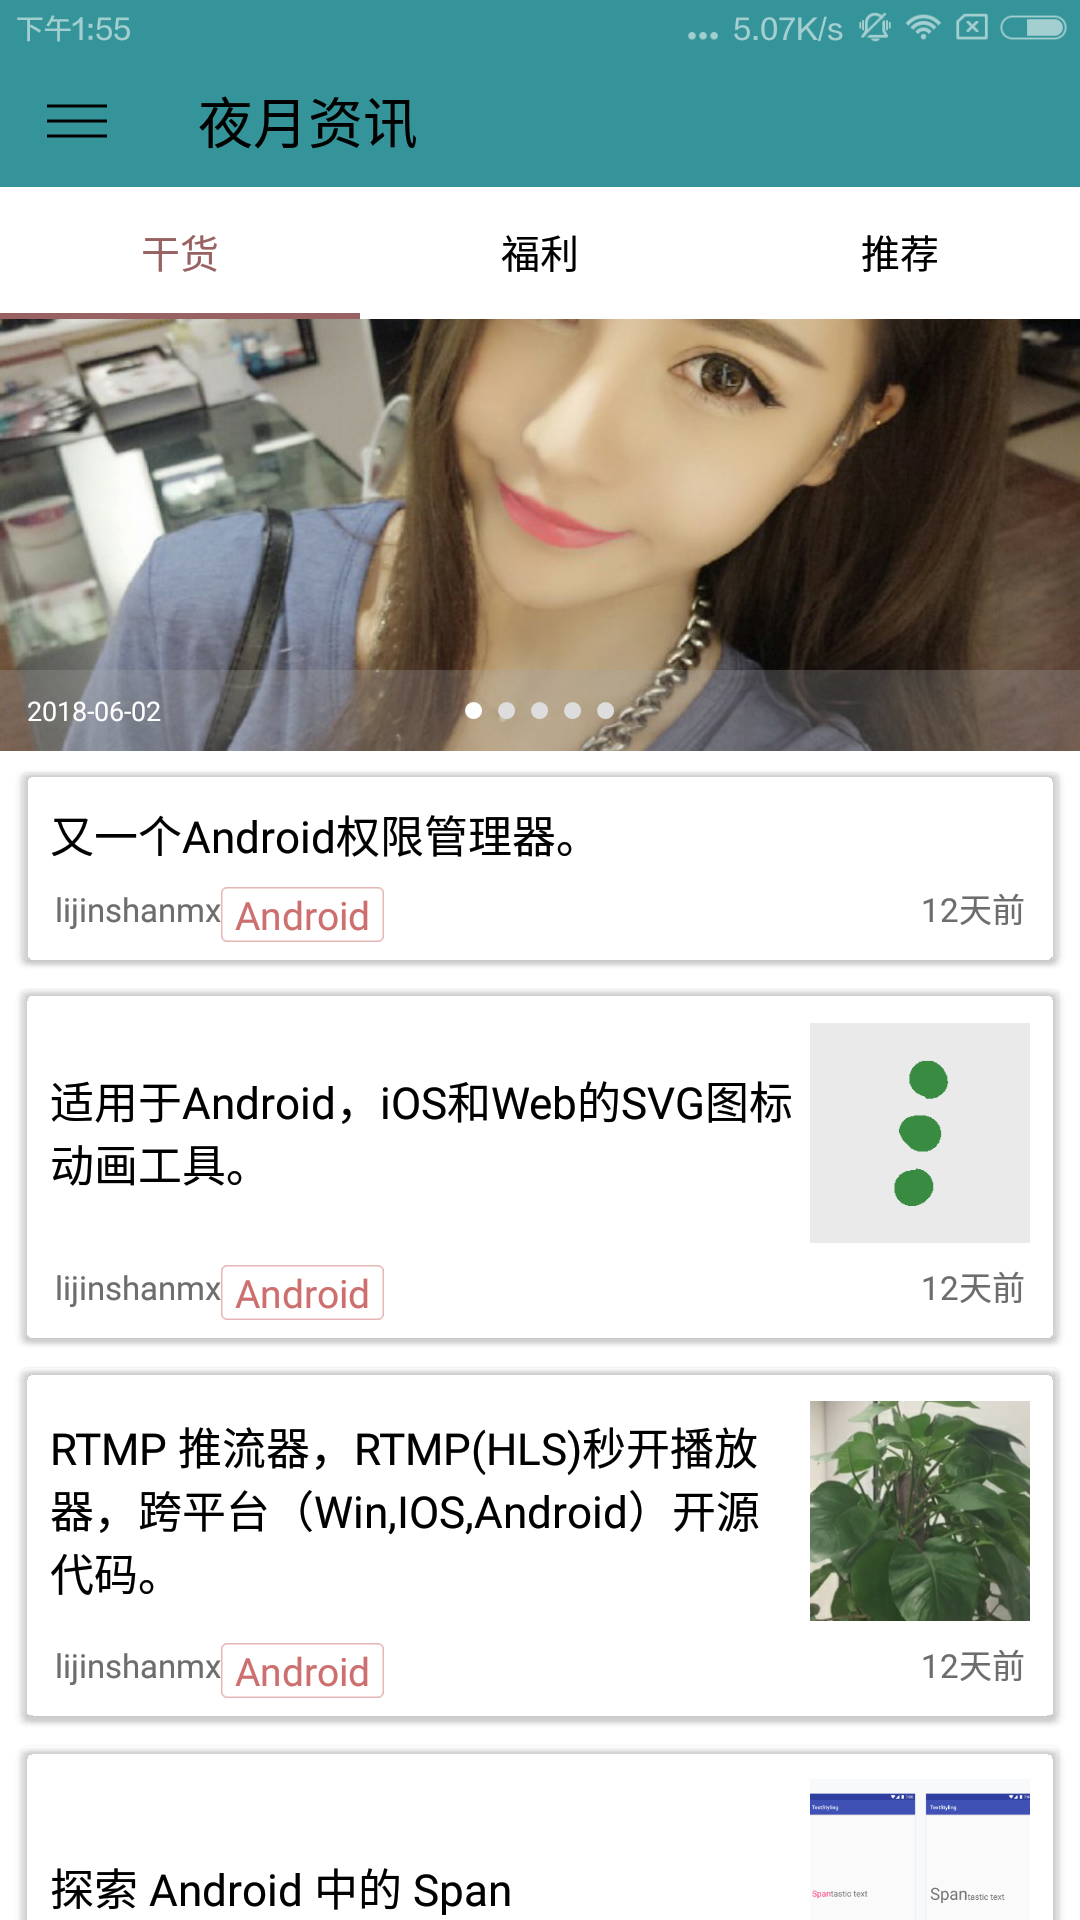 下午1:55
... 5.07K/s
夜月资讯
干货
福利
推荐
2018-06-02
又一个Android权限管理器。
lijinshanmx
Android
12天前
适用于Android，iOS和Web的SVG图标
动画工具。
lijinshanmx
Android
12天前
RTMP 推流器，RTMP(HLS)秒开播放
器，跨平台（Win,IOS,Android）开源
代码。
lijinshanmx
Android
12天前
探索 Android 中的 Span
TextStyling
TextStyling
Spantastic text
Spantastic text